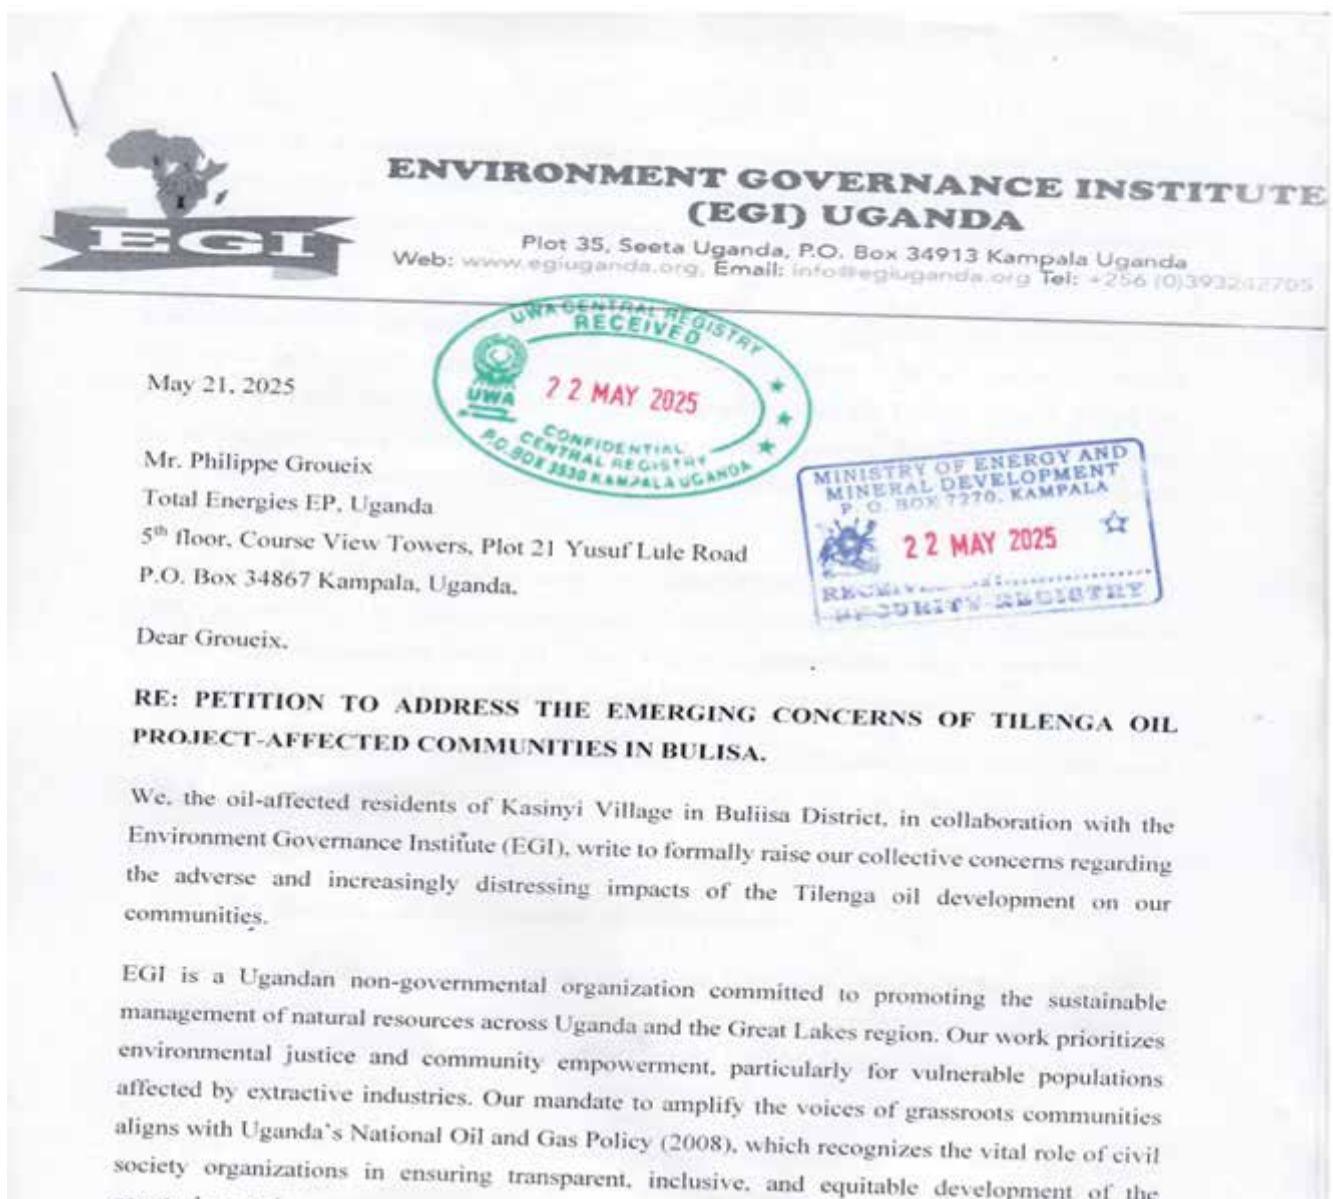 EGI
ENVIRONMENT GOVERNANCE INSTITUTE
(EGI) UGANDA
Plot 35, Seeta Uganda, P.O. Box 34913 Kampala Uganda
Web: www.egiuganda.org, Email: info@egiuganda.org Tel: +256 (0)393242705
UWA CENTRAL REGISTRY
RECEIVED
UWA
22 MAY 2025
CONFIDENTIAL
CENTRAL REGISTRY
P.O. BOX 3530 KAMPALA UGANDA
May 21, 2025
Mr. Philippe Groueix
Total Energies EP, Uganda
5th floor, Course View Towers, Plot 21 Yusuf Lule Road
P.O. Box 34867 Kampala, Uganda,
MINISTRY OF ENERGY AND
MINERAL DEVELOPMENT
P. O. BOX 7270, KAMPALA
22 MAY 2025
SECURITY REGISTRY
Dear Groueix,
RE: PETITION TO ADDRESS THE EMERGING CONCERNS OF TILENGA OIL
PROJECT-AFFECTED COMMUNITIES IN BULISA.
We, the oil-affected residents of Kasinyi Village in Buliisa District, in collaboration with the
Environment Governance Institute (EGI), write to formally raise our collective concerns regarding
the adverse and increasingly distressing impacts of the Tilenga oil development on our
communities.
EGI is a Ugandan non-governmental organization committed to promoting the sustainable
management of natural resources across Uganda and the Great Lakes region. Our work prioritizes
environmental justice and community empowerment, particularly for vulnerable populations
affected by extractive industries. Our mandate to amplify the voices of grassroots communities
aligns with Uganda's National Oil and Gas Policy (2008), which recognizes the vital role of civil
society organizations in ensuring transparent, inclusive, and equitable development of the